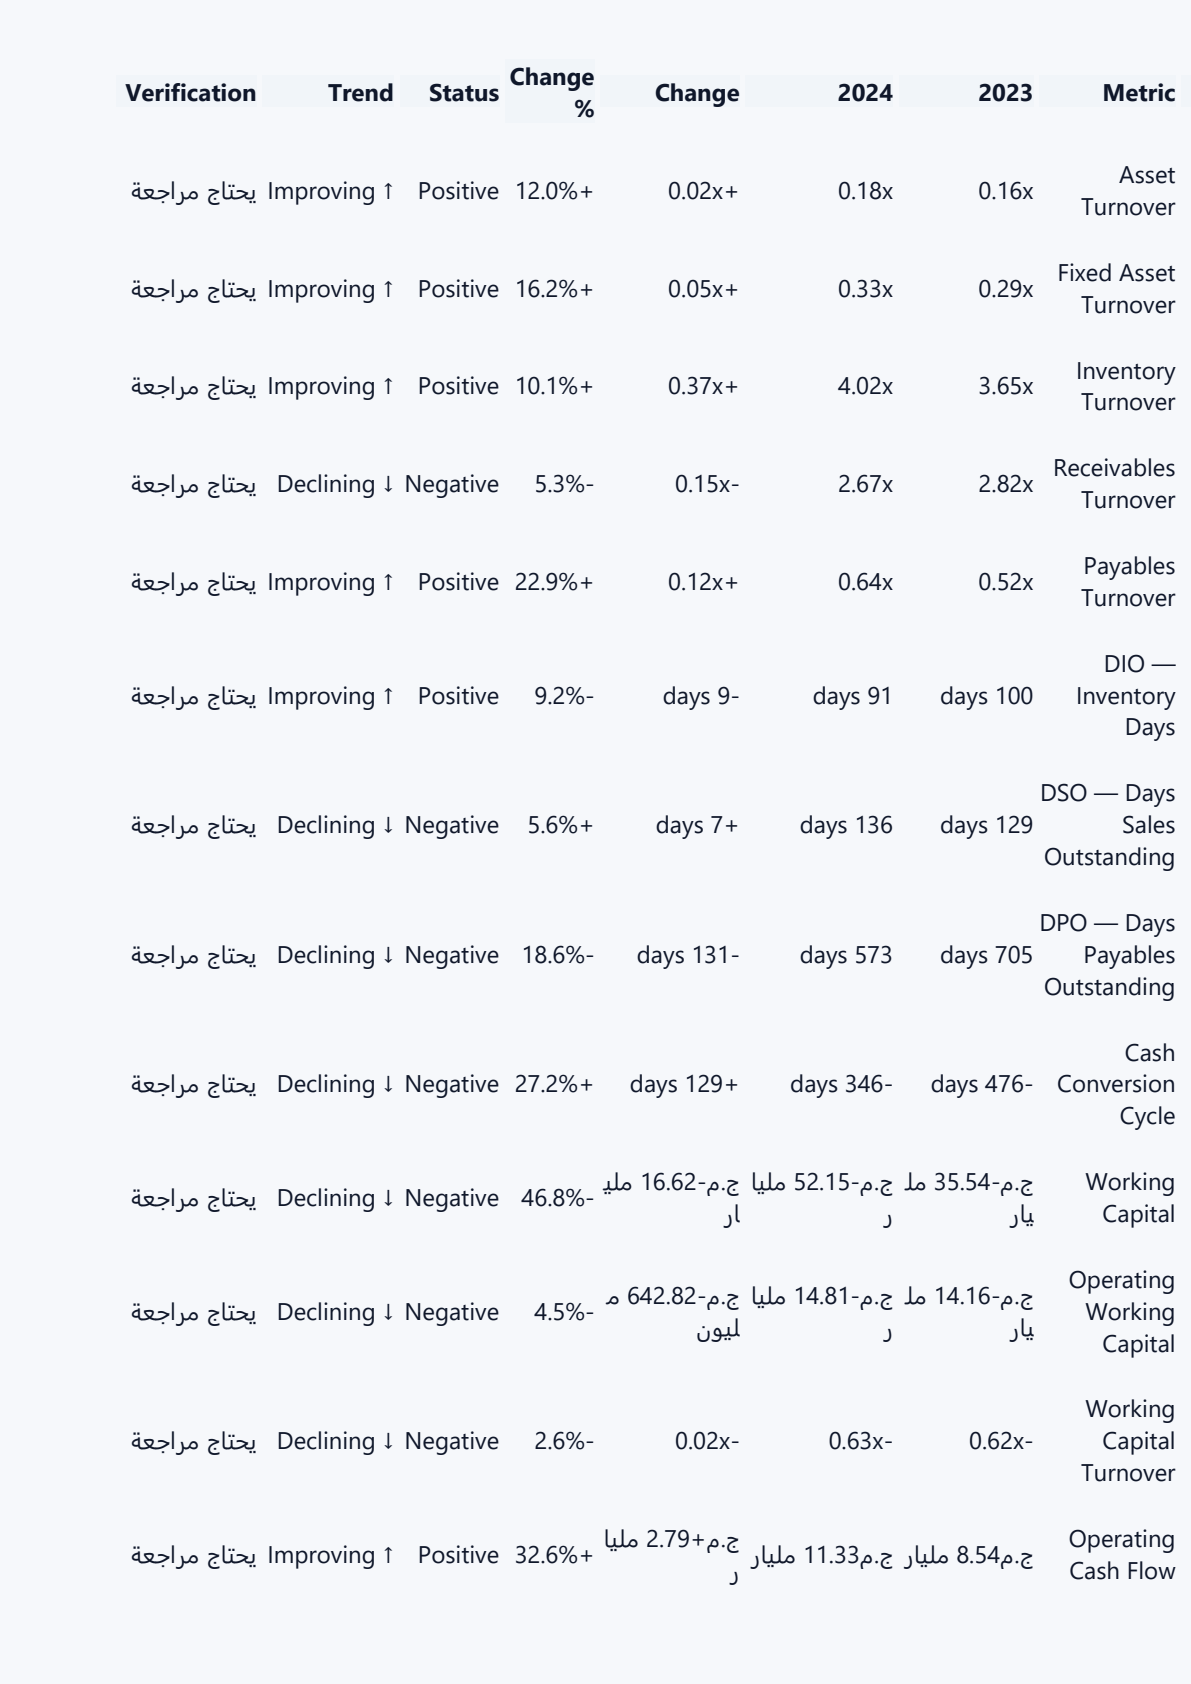 Metric
2023
2024
Change
Change
%
Status
Trend
Verification
Asset
Turnover
0.16x
0.18x
0.02x+
12.0%+
Positive
Improving ↑
يحتاج مراجعة
Fixed Asset
Turnover
0.29x
0.33x
0.05x+
16.2%+
Positive
Improving ↑
يحتاج مراجعة
Inventory
Turnover
3.65x
4.02x
0.37x+
10.1%+
Positive
Improving ↑
يحتاج مراجعة
Receivables
Turnover
2.82x
2.67x
0.15x-
5.3%-
Negative
Declining ↓
يحتاج مراجعة
Payables
Turnover
0.52x
0.64x
0.12x+
22.9%+
Positive
Improving ↑
يحتاج مراجعة
DIO —
Inventory
Days
days 100
days 91
days 9-
9.2%-
Positive
Improving ↑
يحتاج مراجعة
DSO — Days
Sales
Outstanding
days 129
days 136
days 7+
5.6%+
Negative
Declining ↓
يحتاج مراجعة
DPO — Days
Payables
Outstanding
days 705
days 573
days 131-
18.6%-
Negative
Declining ↓
يحتاج مراجعة
Cash
Conversion
Cycle
days 476-
days 346-
days 129+
27.2%+
Negative
Declining ↓
يحتاج مراجعة
Working
Capital
ج.م-35.54 مل
يار
ج.م-52.15 مليا
ر
ج.م-16.62 ملي
ار
46.8%-
Negative
Declining ↓
يحتاج مراجعة
Operating
Working
Capital
ج.م-14.16 مل
يار
ج.م-14.81 مليا
ر
ج.م-642.82 م
ليون
4.5%-
Negative
Declining ↓
يحتاج مراجعة
Working
Capital
Turnover
0.62x-
0.63x-
0.02x-
2.6%-
Negative
Declining ↓
يحتاج مراجعة
Operating
Cash Flow
ج.م8.54 مليار
ج.م11.33 مليار
ج.م+2.79 مليا
ر
32.6%+
Positive
Improving ↑
يحتاج مراجعة